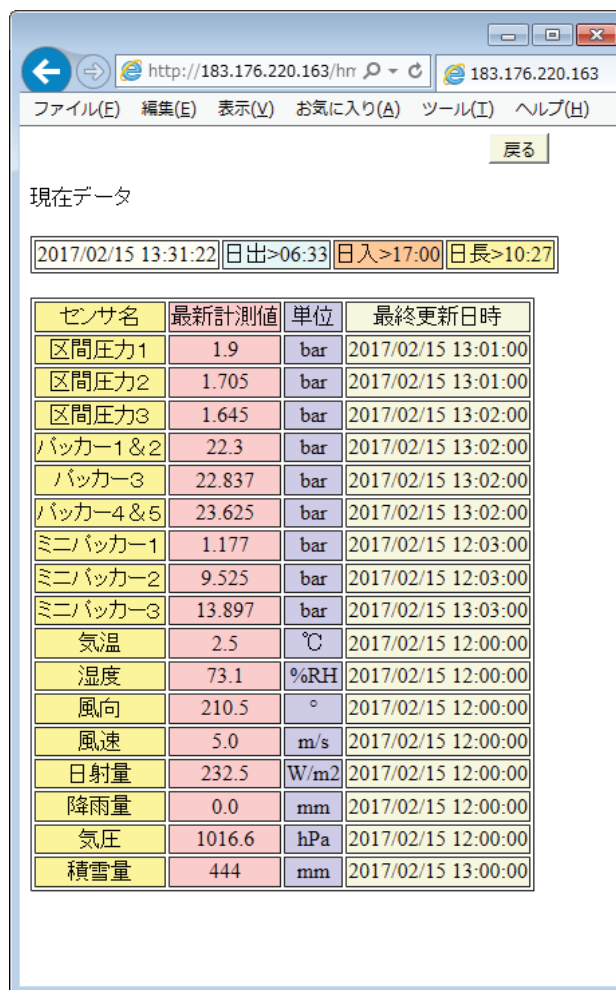 http://183.176.220.163/hm
183.176.220.163
ファイル(F) 編集(E) 表示(V) お気に入り(A) ツール(T) ヘルプ(H)
戻る
現在データ
2017/02/15 13:31:22 日出>06:33 日入>17:00 日長>10:27
センサ名 最新計測値 単位 最終更新日時
区間圧力1 1.9 bar 2017/02/15 13:01:00
区間圧力2 1.705 bar 2017/02/15 13:01:00
区間圧力3 1.645 bar 2017/02/15 13:02:00
パッカー1&2 22.3 bar 2017/02/15 13:02:00
パッカー3 22.837 bar 2017/02/15 13:02:00
パッカー4&5 23.625 bar 2017/02/15 13:02:00
ミニパッカー1 1.177 bar 2017/02/15 12:03:00
ミニパッカー2 9.525 bar 2017/02/15 12:03:00
ミニパッカー3 13.897 bar 2017/02/15 13:03:00
気温 2.5 ℃ 2017/02/15 12:00:00
湿度 73.1 %RH 2017/02/15 12:00:00
風向 210.5 ° 2017/02/15 12:00:00
風速 5.0 m/s 2017/02/15 12:00:00
日射量 232.5 W/m2 2017/02/15 12:00:00
降雨量 0.0 mm 2017/02/15 12:00:00
気圧 1016.6 hPa 2017/02/15 12:00:00
積雪量 444 mm 2017/02/15 13:00:00